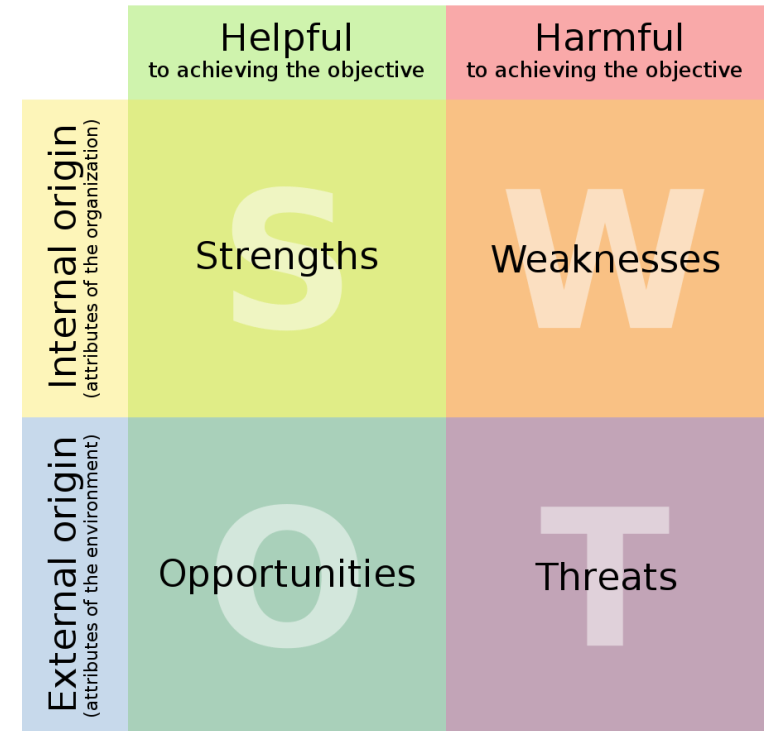 Helpful
to achieving the objective
Harmful
to achieving the objective
Internal origin
(attributes of the organization)
S
Strengths
W
Weaknesses
External origin
(attributes of the environment)
O
Opportunities
T
Threats